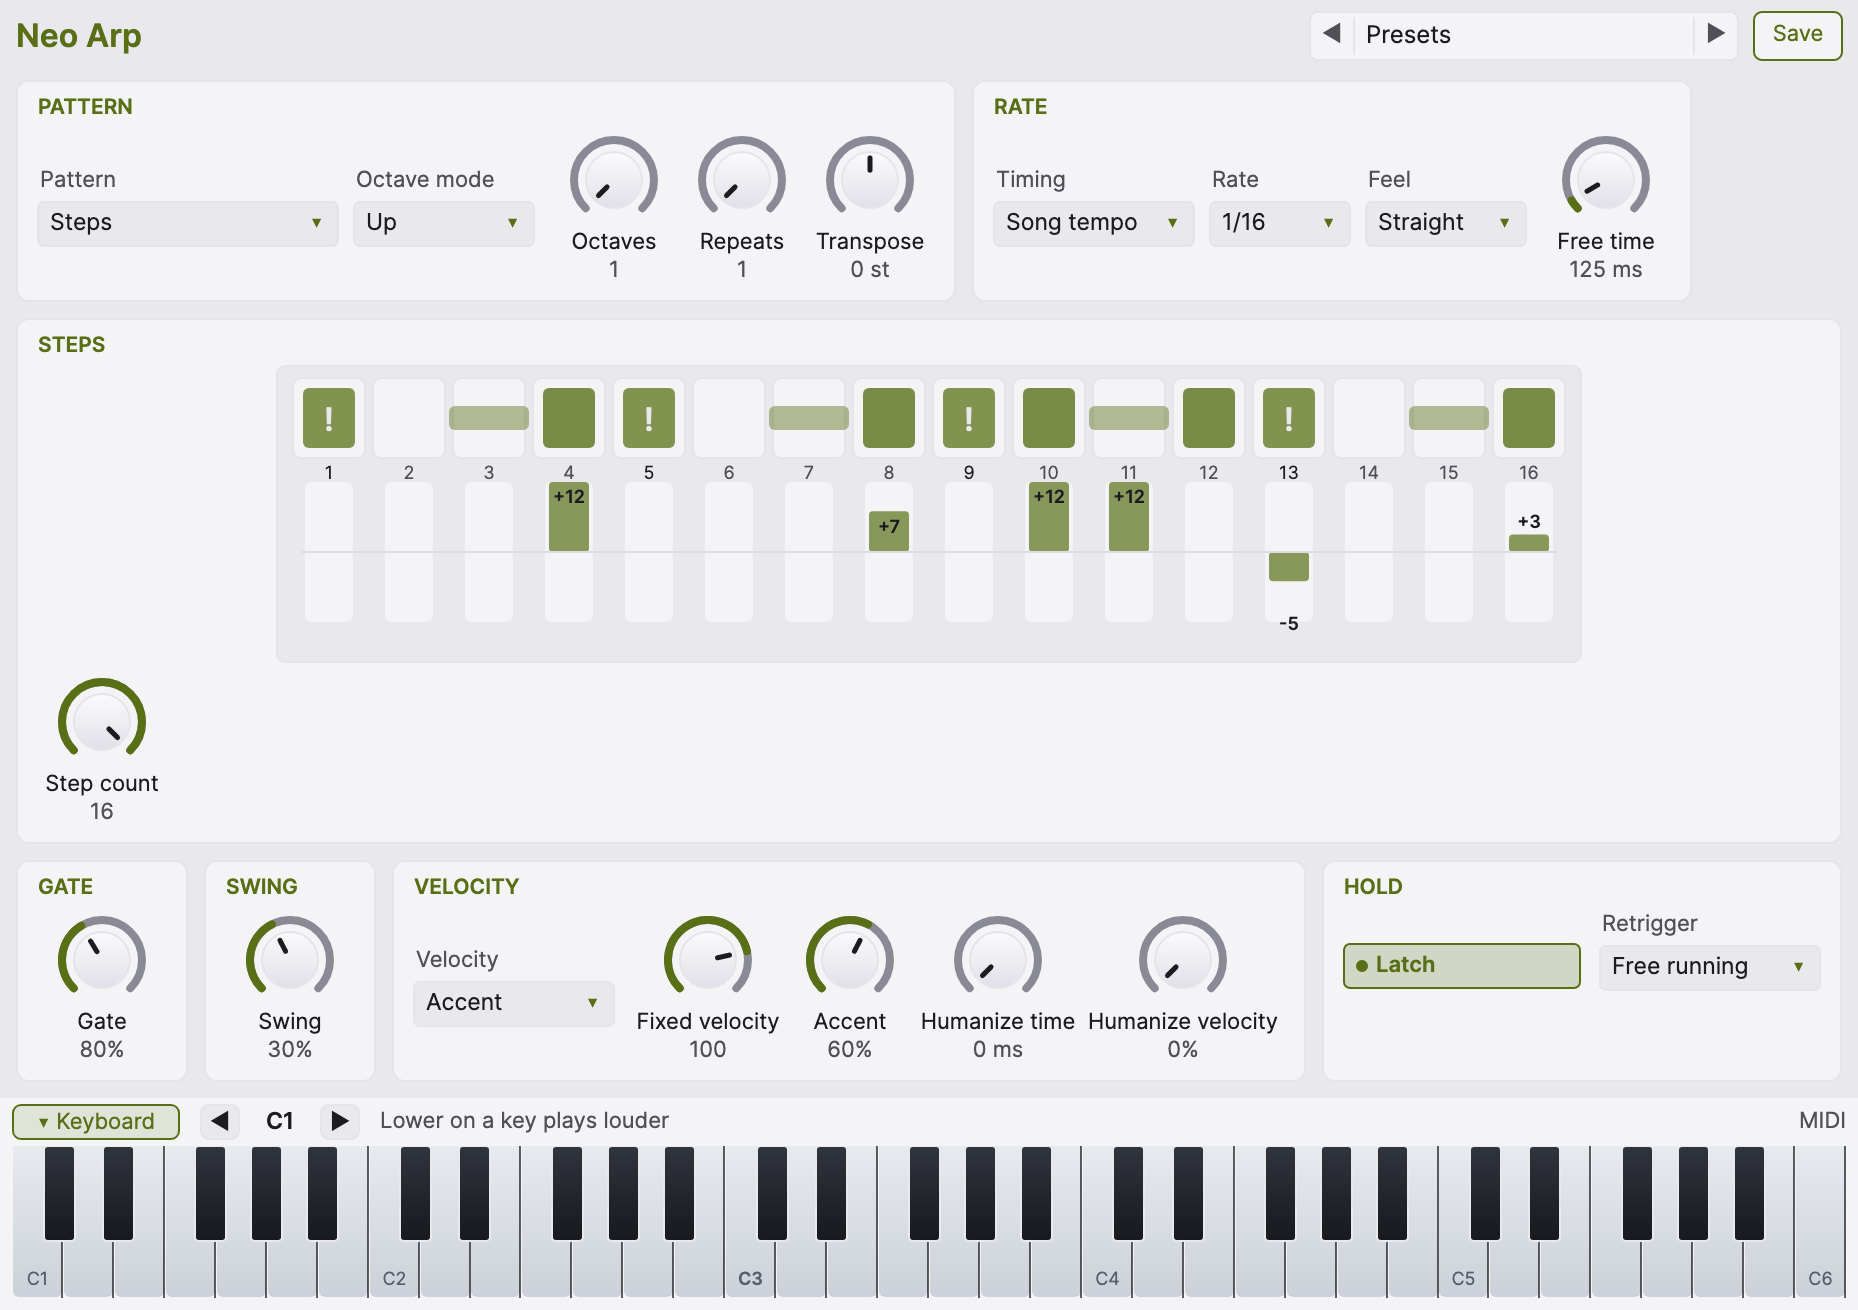 Neo Arp
Presets
Save
PATTERN
Pattern
Steps
Octave mode
Up
Octaves
1
Repeats
1
Transpose
0 st
RATE
Timing
Song tempo
Rate
1/16
Feel
Straight
Free time
125 ms
STEPS
! ! ! !
1 2 3 4 5 6 7 8 9 10 11 12 13 14 15 16
+12 +7 +12 +12 -5 +3
Step count
16
GATE
Gate
80%
SWING
Swing
30%
VELOCITY
Velocity
Accent
Fixed velocity
100
Accent
60%
Humanize time
0 ms
Humanize velocity
0%
HOLD
Latch
Retrigger
Free running
Keyboard
C1
Lower on a key plays louder
MIDI
C1 C2 C3 C4 C5 C6